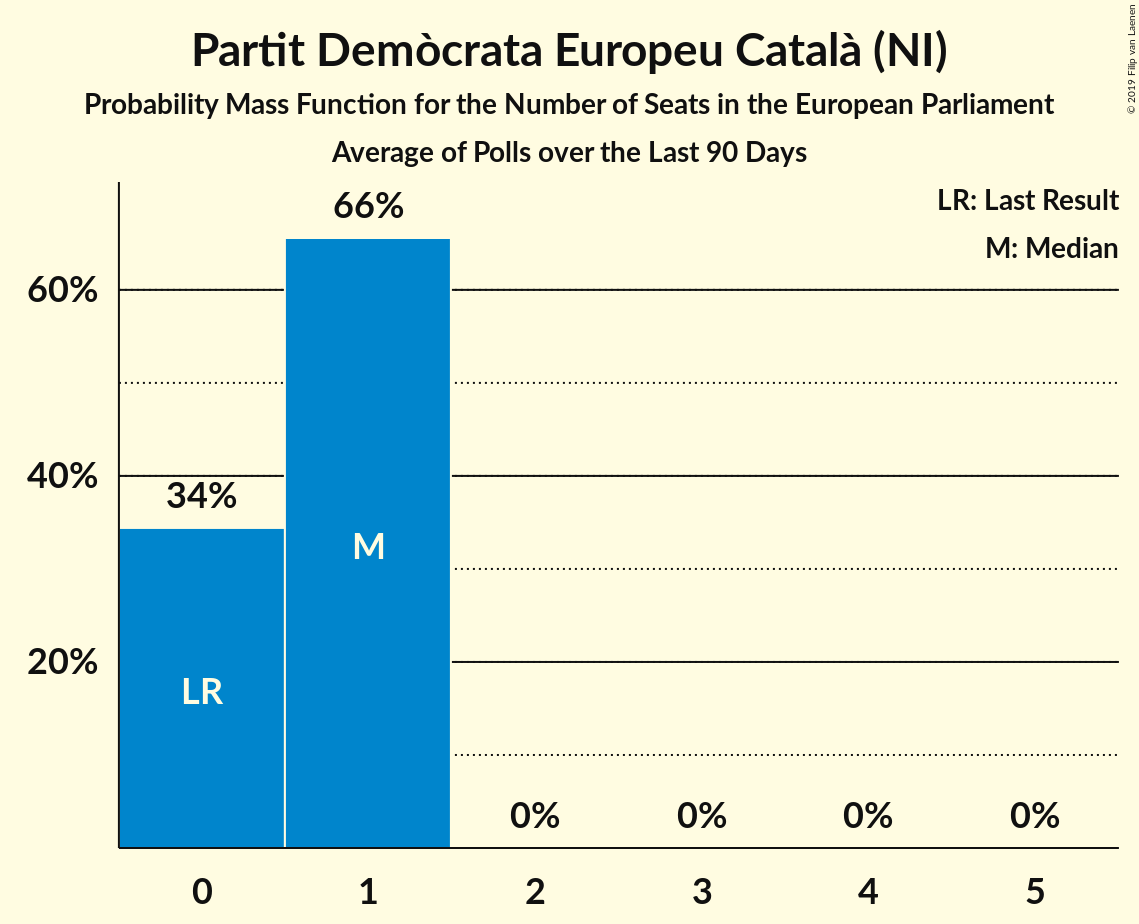 Partit Demòcrata Europeu Català (NI)
Probability Mass Function for the Number of Seats in the European Parliament
Average of Polls over the Last 90 Days
© 2019 Filip van Laenen
LR: Last Result
M: Median
66%
60%
40%
34%
M
20%
LR
0% 0% 0% 0%
0 1 2 3 4 5